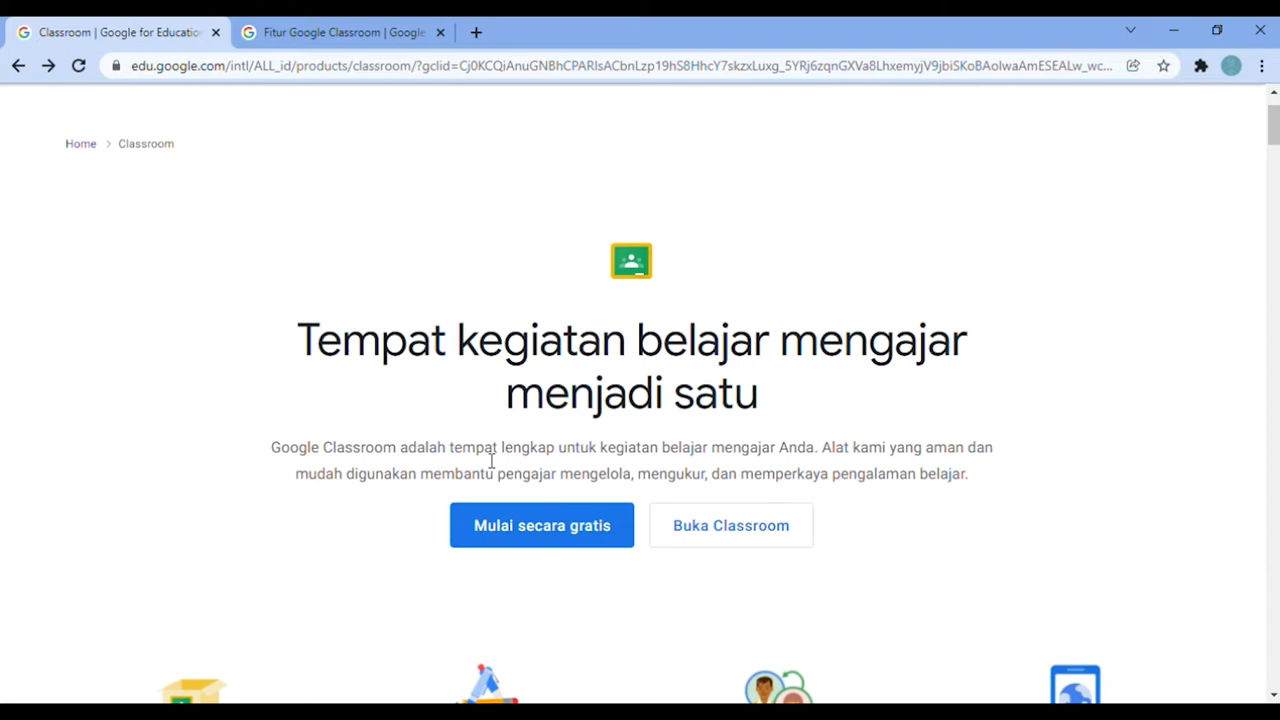 Classroom | Google for Educatio
Fitur Google Classroom | Google
edu.google.com/intl/ALL_id/products/classroom/?gclid=Cj0KCQiAnuGNBhCPARIsACbnLzp19hS8HhcY7skzxLuxg_5YRj6zqnGXVa8LhxemyjV9jbiSKoBAoIwaAmESEALw_wc...
Home > Classroom
Tempat kegiatan belajar mengajar
menjadi satu
Google Classroom adalah tempat lengkap untuk kegiatan belajar mengajar Anda. Alat kami yang aman dan
mudah digunakan membantu pengajar mengelola, mengukur, dan memperkaya pengalaman belajar.
Mulai secara gratis
Buka Classroom